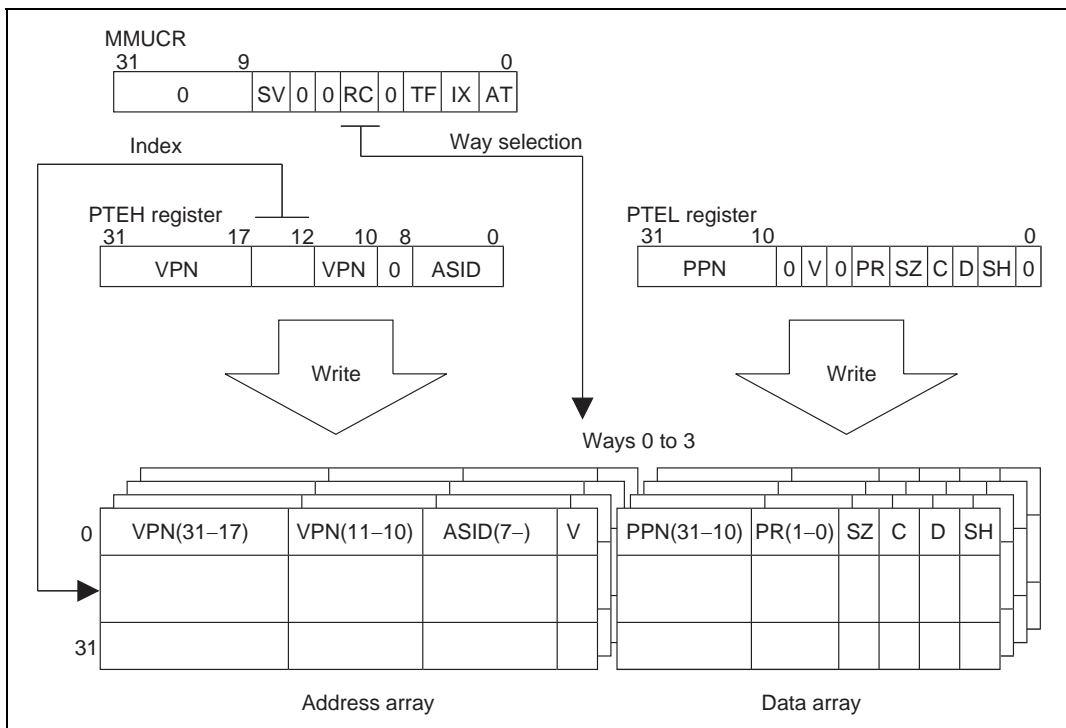 MMUCR
31 9 0
0 SV 0 0 RC 0 TF IX AT
Index
Way selection
PTEH register
31 17 12 10 8 0
VPN VPN 0 ASID
PTEL register
31 10 0
PPN 0 V 0 PR SZ C D SH 0
Write
Write
Ways 0 to 3
0 VPN(31−17) VPN(11−10) ASID(7−) V PPN(31−10) PR(1−0) SZ C D SH
31
Address array
Data array